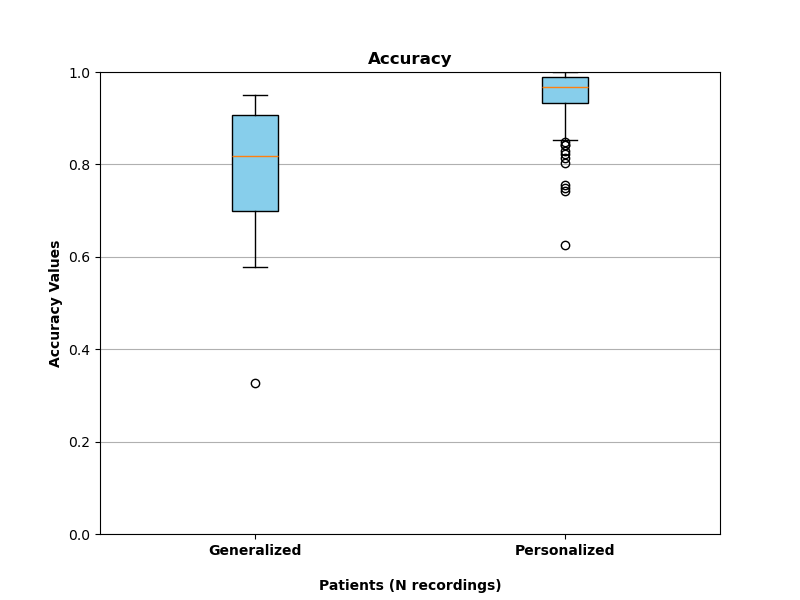 Accuracy
1.0
0.8
0.6
0.4
0.2
0.0
Accuracy Values
Generalized
Personalized
Patients (N recordings)